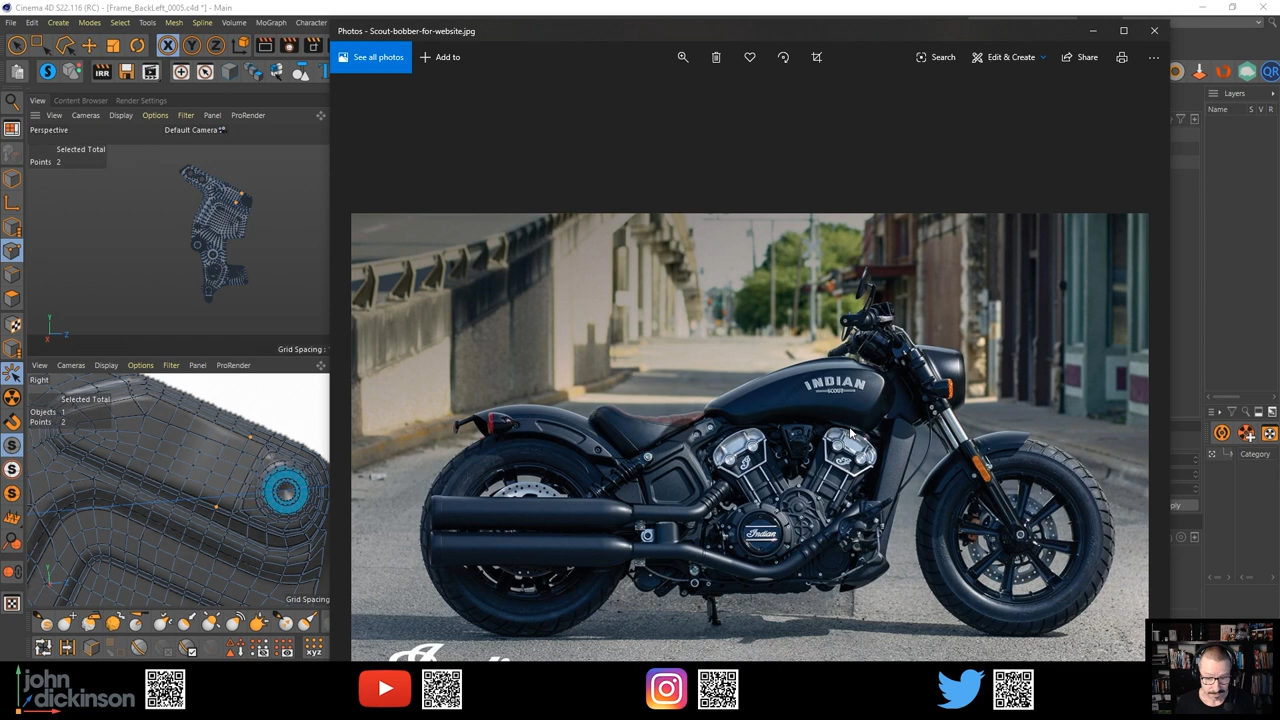 Cinema 4D S22.116 (RC) - [Frame_BackLeft_0005.c4d *] - Main
File Edit Create Modes Select Tools Mesh Spline Volume MoGraph Character
Photos - Scout-bobber-for-website.jpg
See all photos
Add to
Search
Edit & Create
Share
X Y Z
IRR
QR
View Content Browser Render Settings
View Cameras Display Options Filter Panel ProRender
Perspective
Default Camera
Selected Total
Points 2
Layers
Name S V R
Y
Z
X
Grid Spacing :
View Cameras Display Options Filter Panel ProRender
Right
Selected Total
Objects 1
Points 2
Grid Spacing
Category
xyz
INDIAN
SCOUT
Indian
john
dickinson